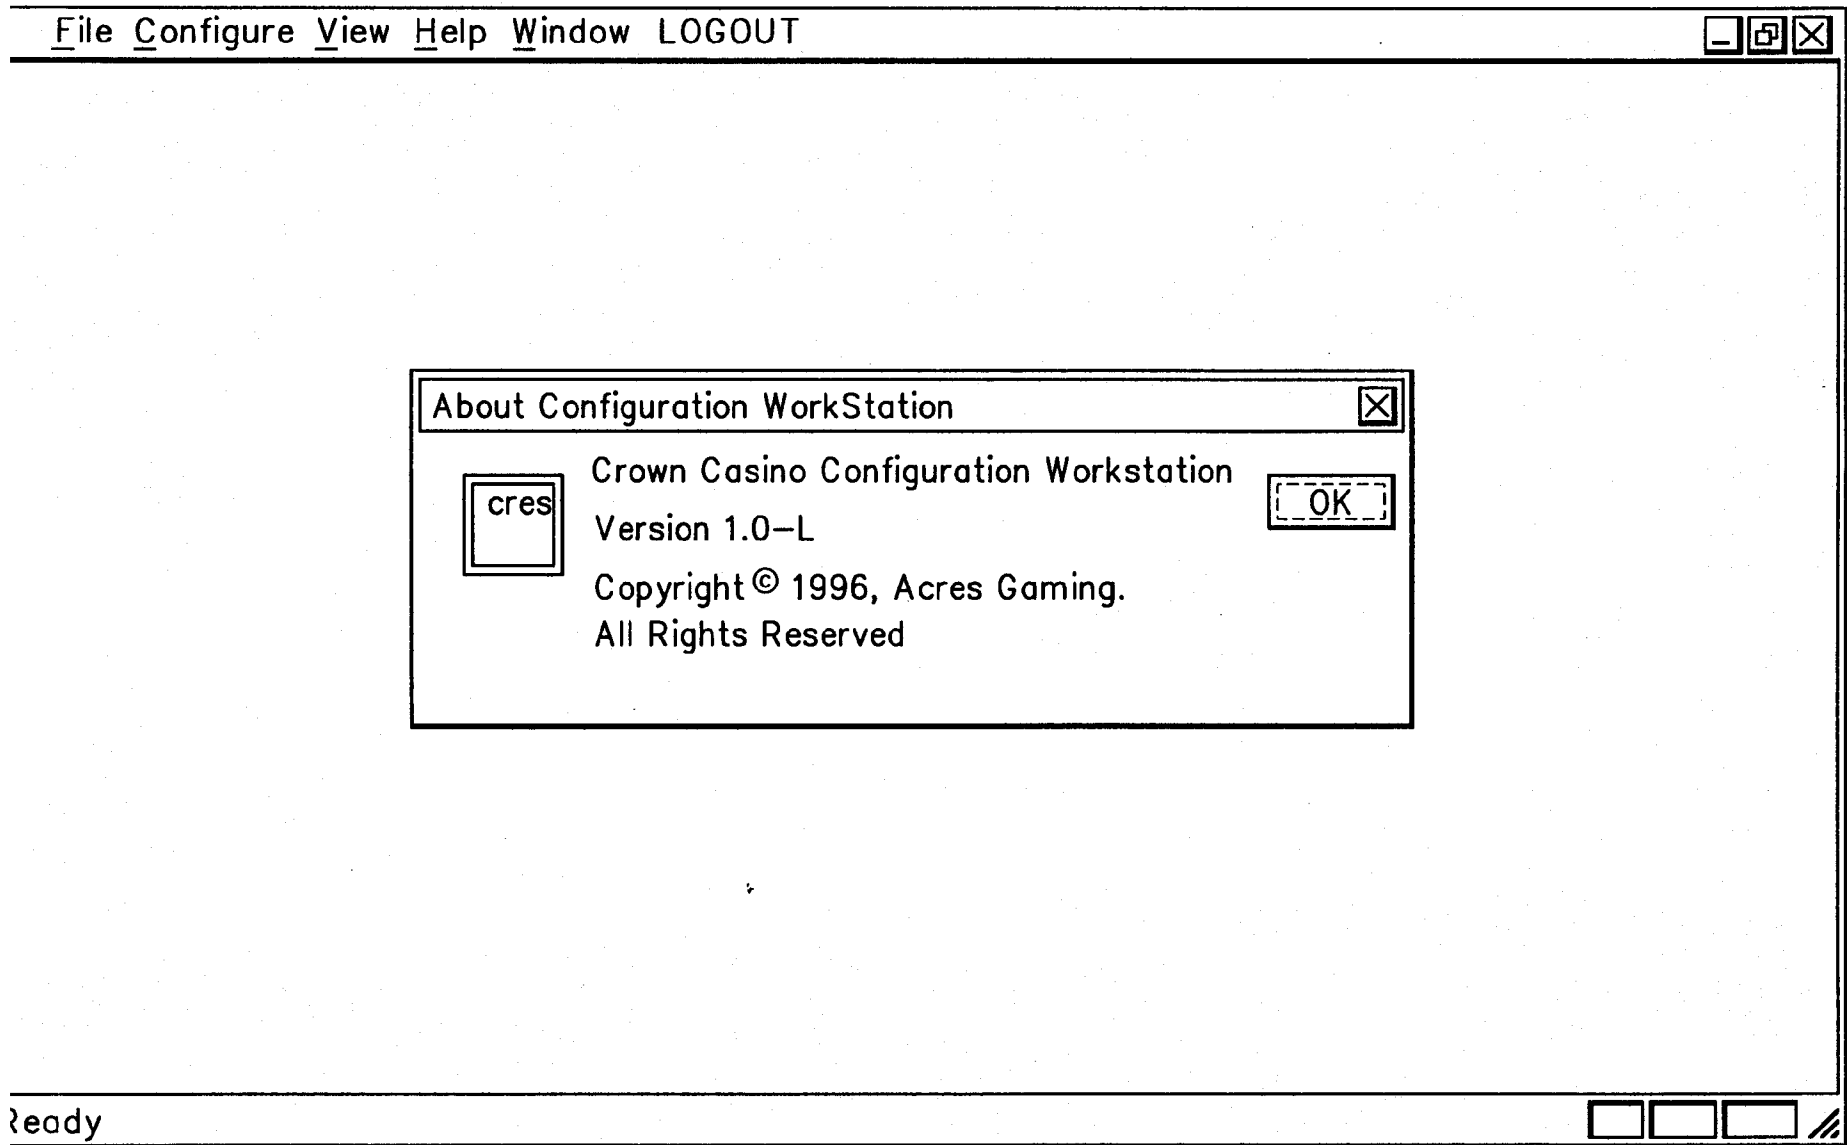 File Configure View Help Window LOGOUT
About Configuration WorkStation
cres
Crown Casino Configuration Workstation
OK
Version 1.0–L
Copyright © 1996, Acres Gaming.
All Rights Reserved
Ready